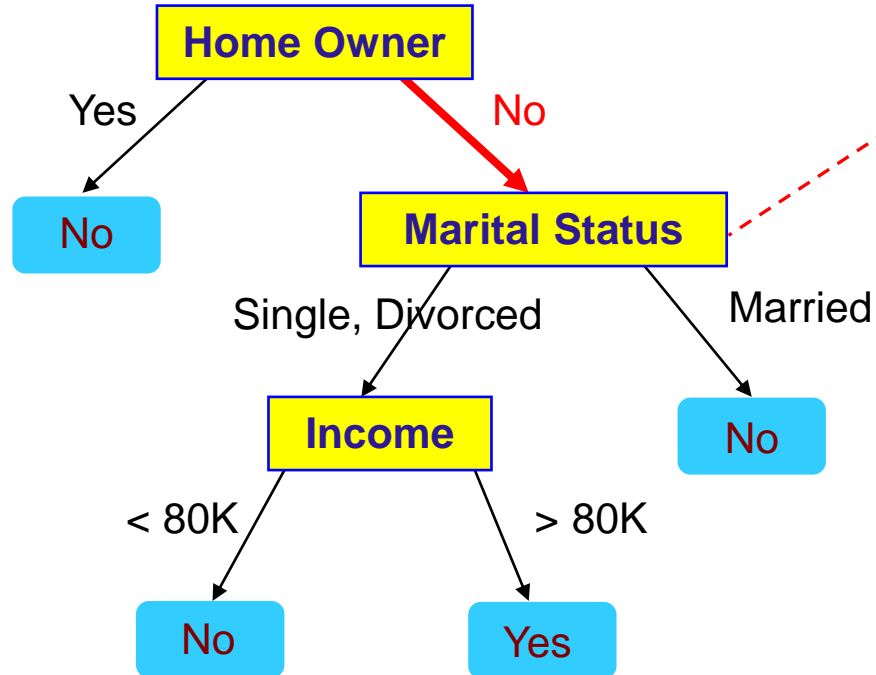 Home Owner
Yes
No
No
Marital Status
Single, Divorced
Married
Income
No
< 80K
> 80K
No
Yes